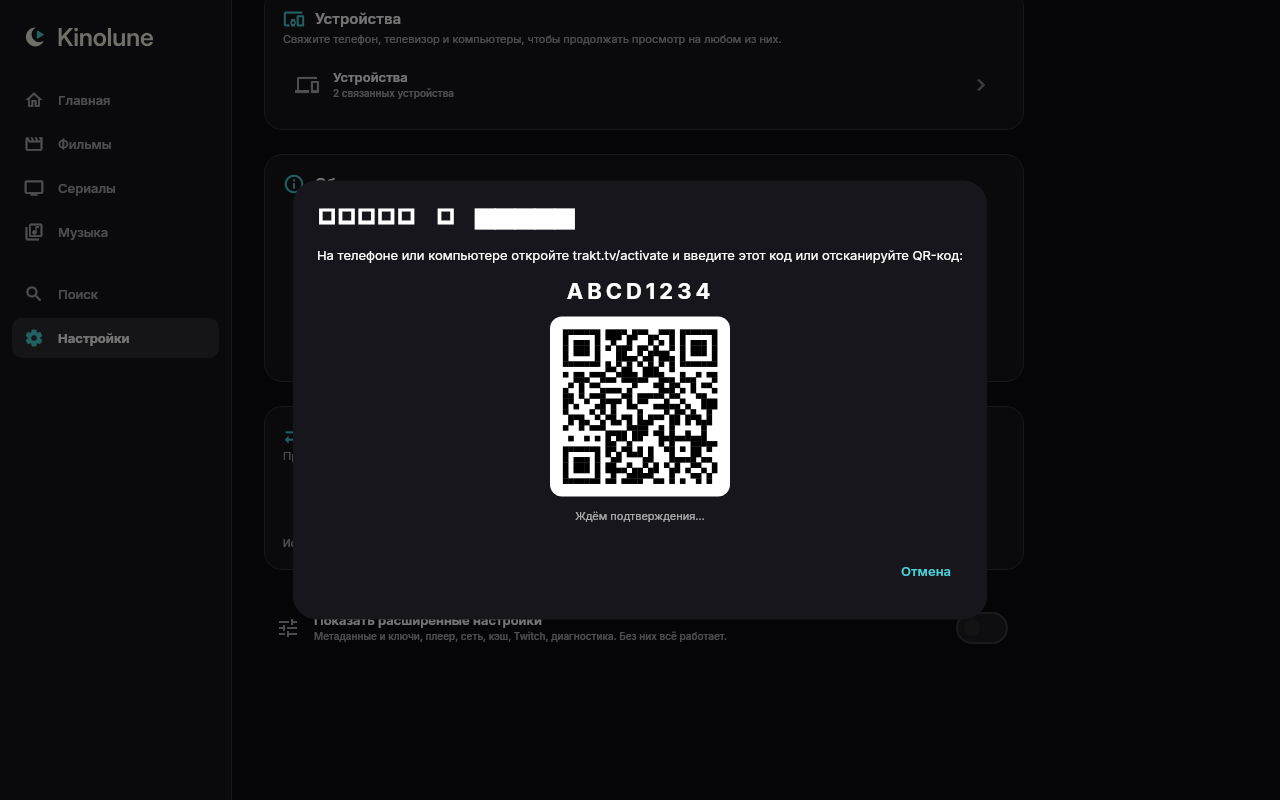 Kinolune
Главная
Фильмы
Сериалы
Музыка
Поиск
Настройки
Устройства
Свяжите телефон, телевизор и компьютеры, чтобы продолжать просмотр на любом из них.
Устройства
2 связанных устройства
На телефоне или компьютере откройте trakt.tv/activate и введите этот код или отсканируйте QR-код:
ABCD1234
Ждём подтверждения...
Отмена
Показать расширенные настройки
Метаданные и ключи, плеер, сеть, кэш, Twitch, диагностика. Без них всё работает.